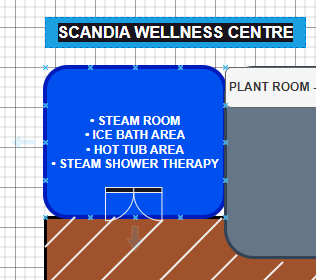 SCANDIA WELLNESS CENTRE
PLANT ROOM -
• STEAM ROOM
• ICE BATH AREA
• HOT TUB AREA
• STEAM SHOWER THERAPY